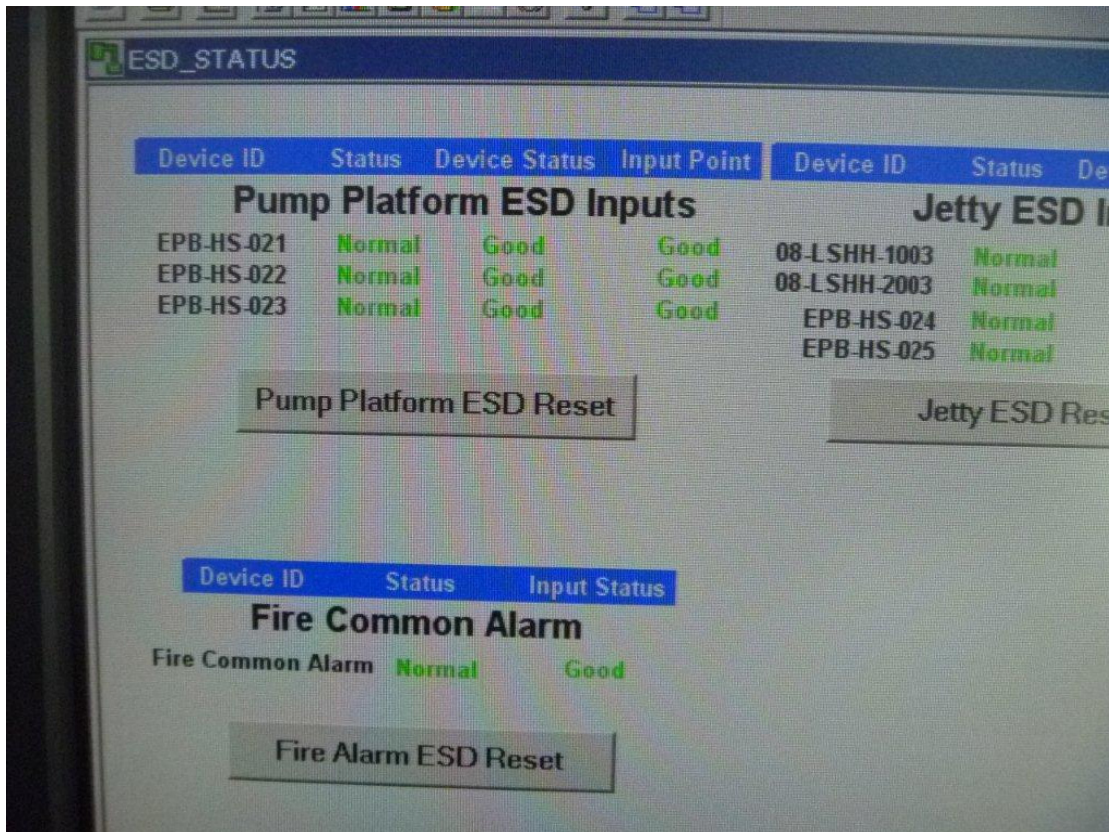 ESD_STATUS
Device ID Status Device Status Input Point
Pump Platform ESD Inputs
EPB-HS-021 Normal Good Good
EPB-HS-022 Normal Good Good
EPB-HS-023 Normal Good Good
Pump Platform ESD Reset
Device ID Status De
Jetty ESD I
08-LSHH-1003 Normal
08-LSHH-2003 Normal
EPB-HS-024 Normal
EPB-HS-025 Normal
Jetty ESD Res
Device ID Status Input Status
Fire Common Alarm
Fire Common Alarm Normal Good
Fire Alarm ESD Reset